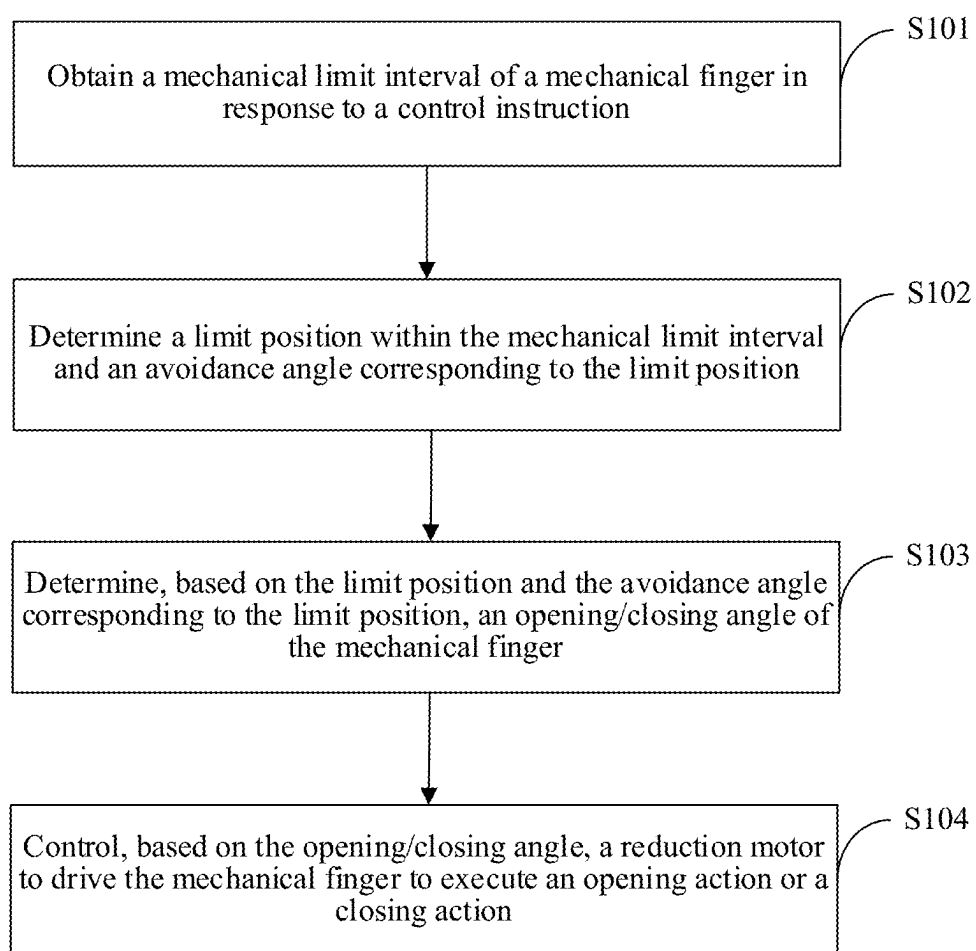 S101
Obtain a mechanical limit interval of a mechanical finger in
response to a control instruction
S102
Determine a limit position within the mechanical limit interval
and an avoidance angle corresponding to the limit position
S103
Determine, based on the limit position and the avoidance angle
corresponding to the limit position, an opening/closing angle of
the mechanical finger
S104
Control, based on the opening/closing angle, a reduction motor
to drive the mechanical finger to execute an opening action or a
closing action